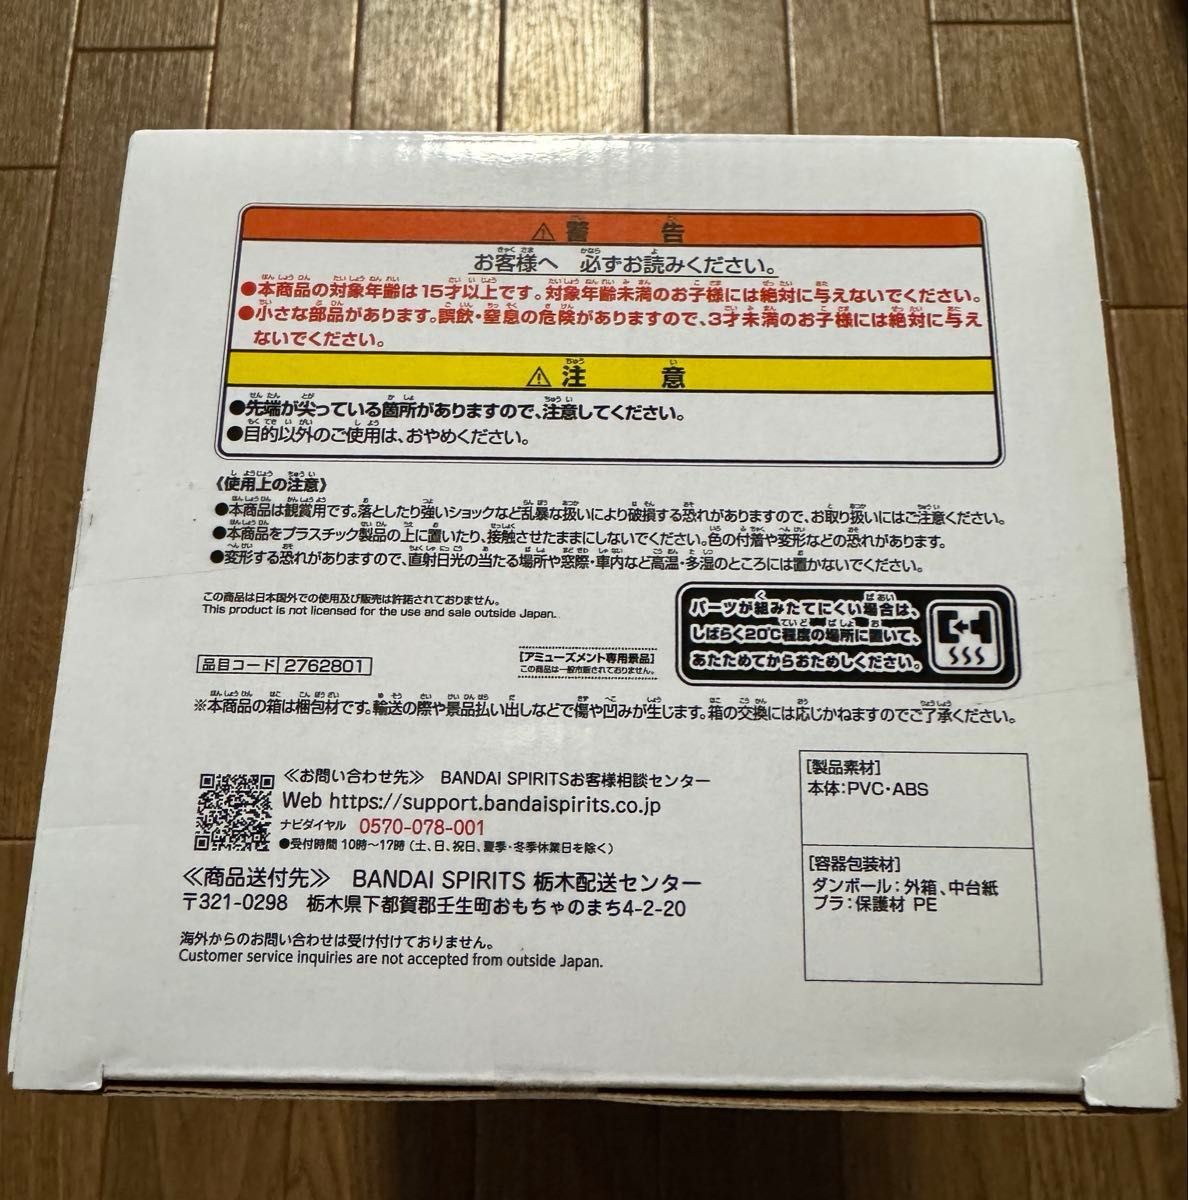 ⚠警告
お客様へ 必ずお読みください。
●本商品の対象年齢は15才以上です。対象年齢未満のお子様には絶対に与えないでください。
●小さな部品があります。誤飲・窒息の危険がありますので、3才未満のお子様には絶対に与え
ないでください。
⚠注意
●先端が尖っている箇所がありますので、注意してください。
●目的以外のご使用は、おやめください。
《使用上の注意》
●本商品は観賞用です。落としたり強いショックなど乱暴な扱いにより破損する恐れがありますので、お取り扱いにはご注意ください。
●本商品をプラスチック製品の上に置いたり、接触させたままにしないでください。色の付着や変形などの恐れがあります。
●変形する恐れがありますので、直射日光の当たる場所や窓際・車内など高温・多湿のところには置かないでください。
この商品は日本国外での使用及び販売は許諾されておりません。
This product is not licensed for the use and sale outside Japan.
パーツが組みたてにくい場合は、
しばらく20℃程度の場所に置いて、
あたためてからおためしください。
品目コード 2762801
[アミューズメント専用景品]
この商品は一般市販されておりません。
※本商品の箱は梱包材です。輸送の際や景品払い出しなどで傷や凹みが生じます。箱の交換には応じかねますのでご了承ください。
≪お問い合わせ先≫ BANDAI SPIRITSお客様相談センター
Web https://support.bandaispirits.co.jp
ナビダイヤル 0570-078-001
●受付時間 10時～17時（土、日、祝日、夏季・冬季休業日を除く）
≪商品送付先≫ BANDAI SPIRITS 栃木配送センター
〒321-0298 栃木県下都賀郡壬生町おもちゃのまち4-2-20
海外からのお問い合わせは受け付けておりません。
Customer service inquiries are not accepted from outside Japan.
[製品素材]
本体：PVC・ABS
[容器包装材]
ダンボール：外箱、中台紙
プラ：保護材 PE